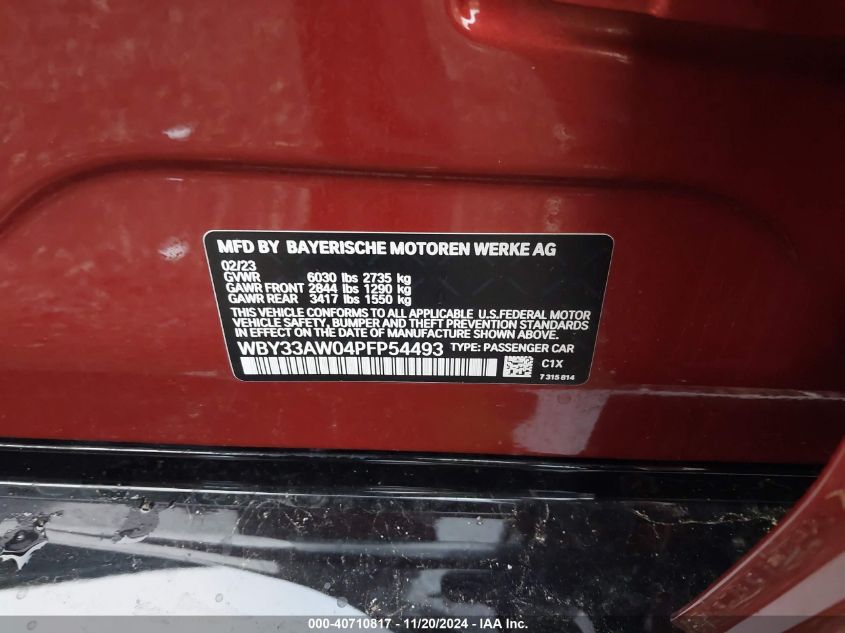 MFD BY BAYERISCHE MOTOREN WERKE AG
02/23
GVWR 6030 lbs 2735 kg
GAWR FRONT 2844 lbs 1290 kg
GAWR REAR 3417 lbs 1550 kg
THIS VEHICLE CONFORMS TO ALL APPLICABLE U.S.FEDERAL MOTOR
VEHICLE SAFETY, BUMPER AND THEFT PREVENTION STANDARDS
IN EFFECT ON THE DATE OF MANUFACTURE SHOWN ABOVE.
WBY33AW04PFP54493 TYPE: PASSENGER CAR
C1X
7 315 814
000-40710817 - 11/20/2024 - IAA Inc.